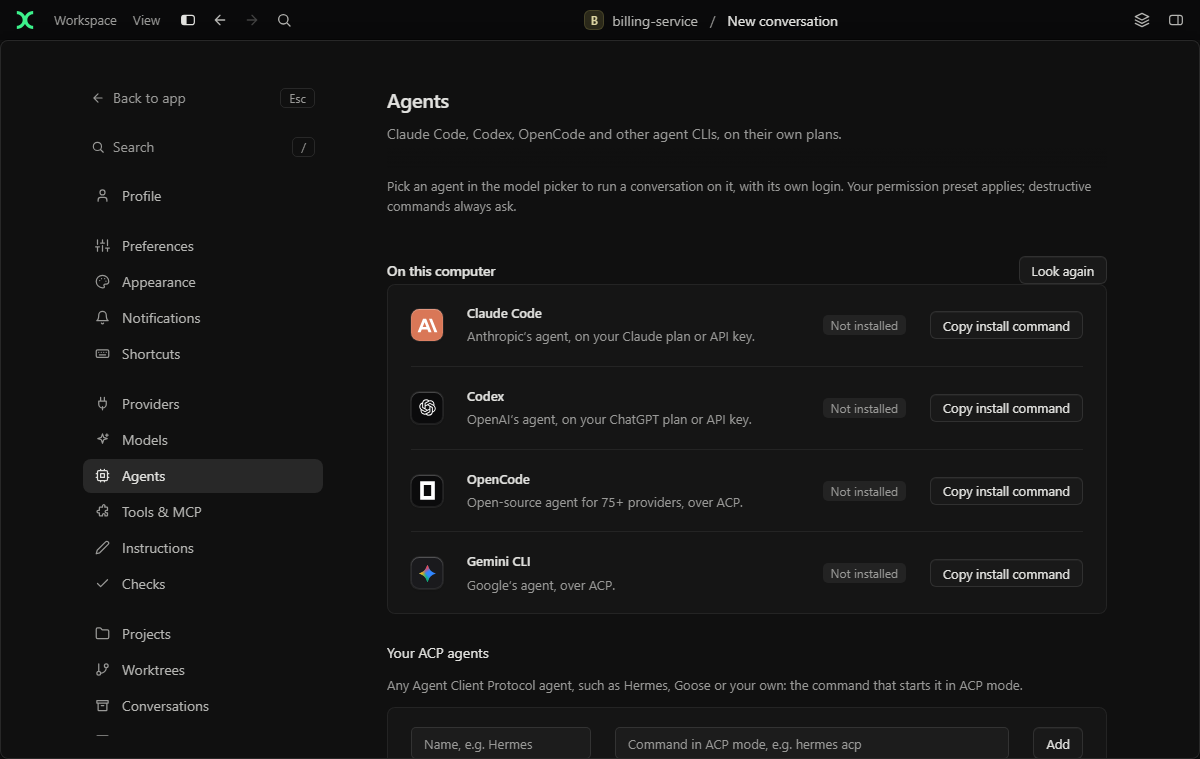 Workspace View
B billing-service / New conversation
Back to app Esc
Search /
Profile
Preferences
Appearance
Notifications
Shortcuts
Providers
Models
Agents
Tools & MCP
Instructions
Checks
Projects
Worktrees
Conversations
Agents
Claude Code, Codex, OpenCode and other agent CLIs, on their own plans.
Pick an agent in the model picker to run a conversation on it, with its own login. Your permission preset applies; destructive
commands always ask.
On this computer Look again
Claude Code
Anthropic's agent, on your Claude plan or API key.
Not installed Copy install command
Codex
OpenAI's agent, on your ChatGPT plan or API key.
Not installed Copy install command
OpenCode
Open-source agent for 75+ providers, over ACP.
Not installed Copy install command
Gemini CLI
Google's agent, over ACP.
Not installed Copy install command
Your ACP agents
Any Agent Client Protocol agent, such as Hermes, Goose or your own: the command that starts it in ACP mode.
Name, e.g. Hermes Command in ACP mode, e.g. hermes acp Add